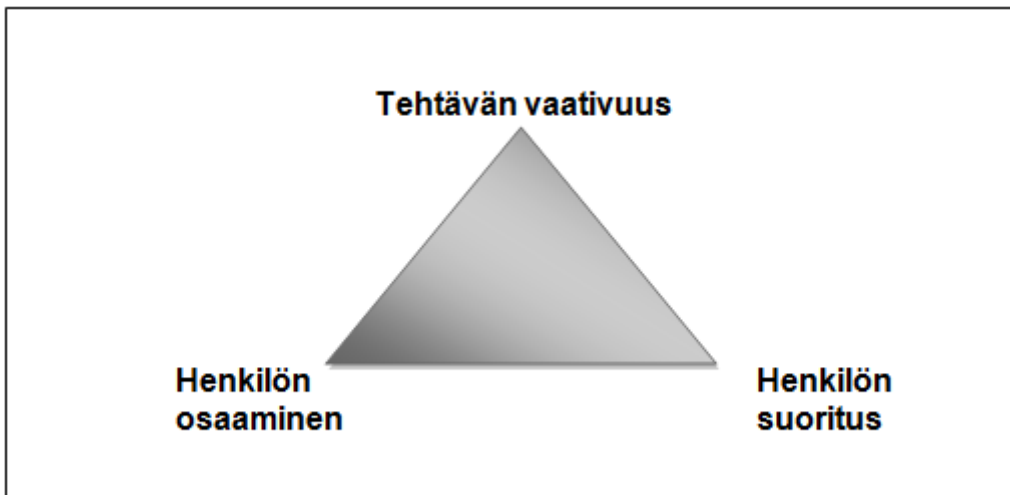 Tehtävän vaativuus
Henkilön
osaaminen
Henkilön
suoritus